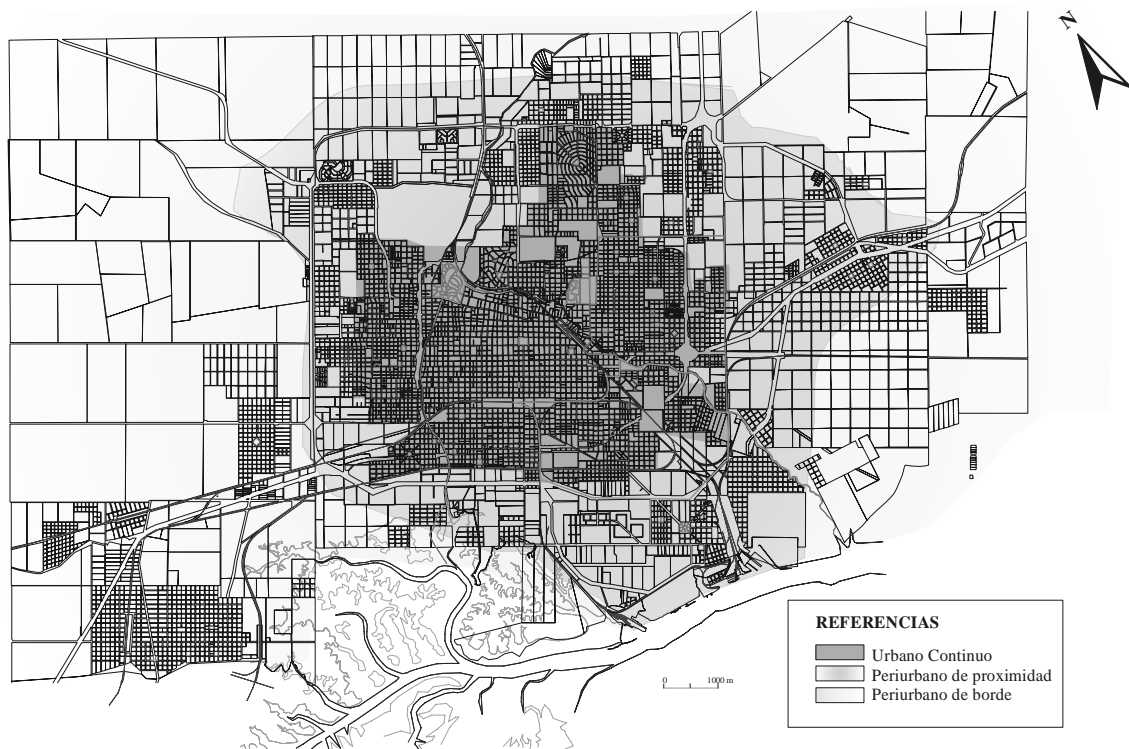 N
0 1000 m
REFERENCIAS
Urbano Continuo
Periurbano de proximidad
Periurbano de borde